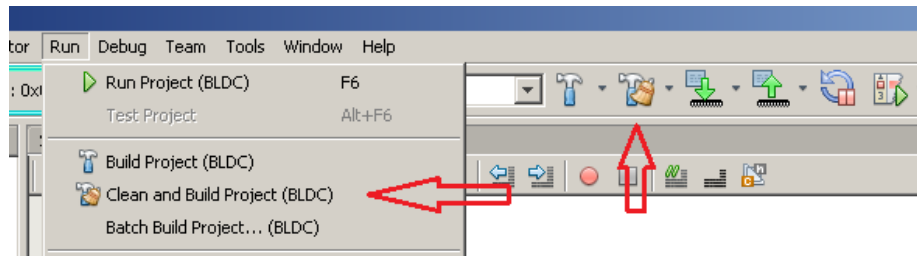 tor Run Debug Team Tools Window Help
: 0x
Run Project (BLDC) F6
Test Project Alt+F6
Build Project (BLDC)
Clean and Build Project (BLDC)
Batch Build Project... (BLDC)